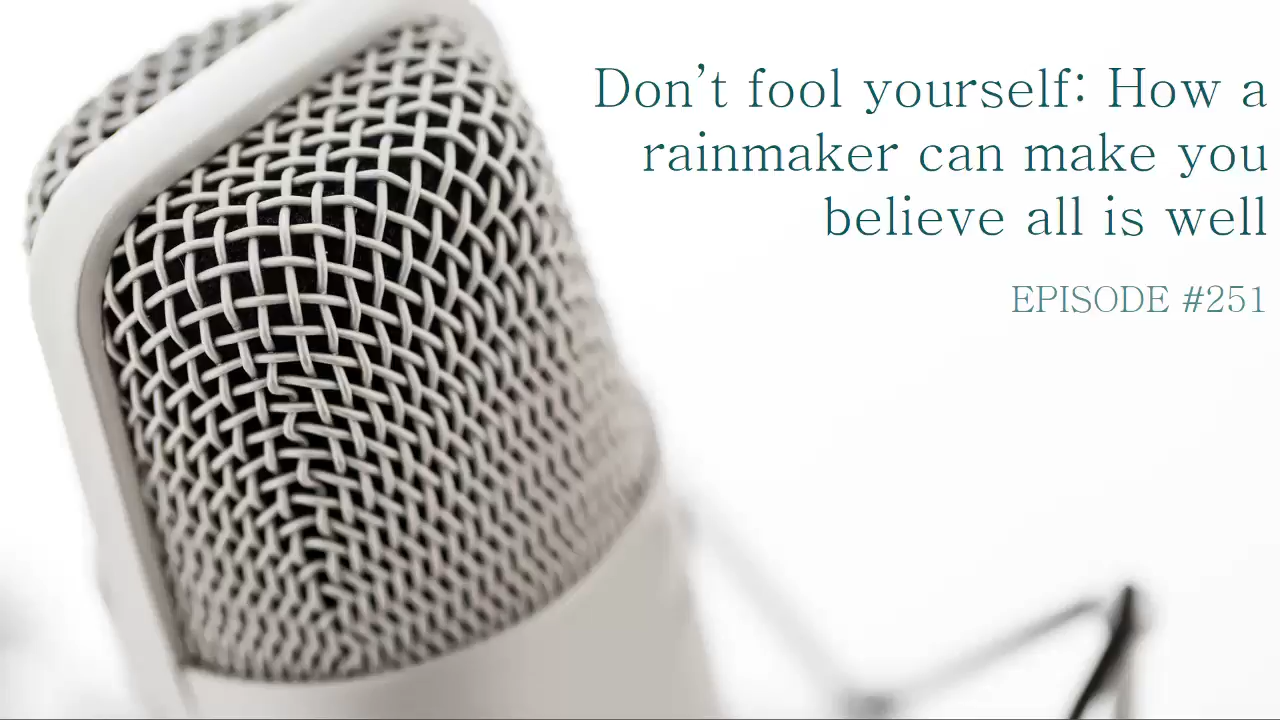 Don’t fool yourself: How a
rainmaker can make you
believe all is well
EPISODE #251